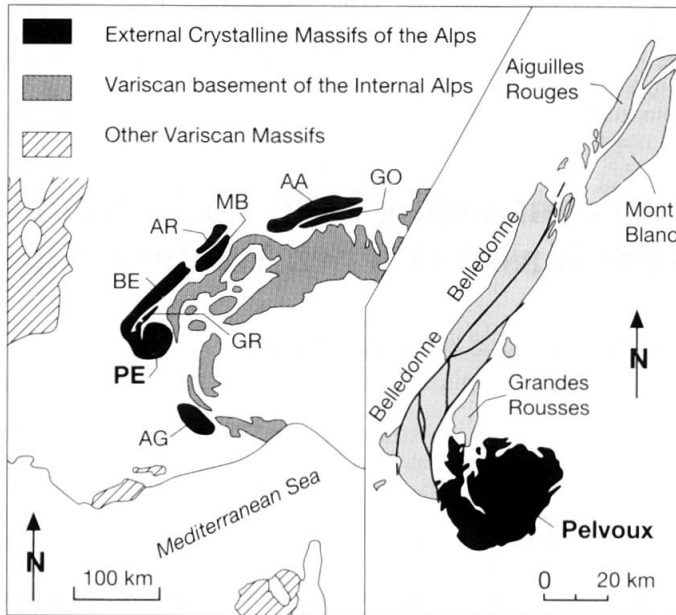 External Crystalline Massifs of the Alps
Variscan basement of the Internal Alps
Other Variscan Massifs
AA
GO
MB
AR
BE
GR
PE
AG
Mediterranean Sea
N
100 km
Aiguilles
Rouges
Mont
Blanc
Belledonne
Belledonne
N
Grandes
Rousses
Pelvoux
0 20 km